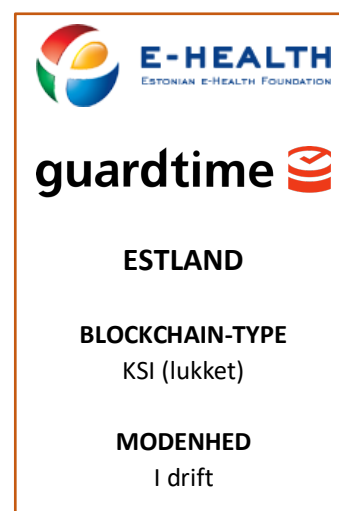 E-HEALTH
ESTONIAN E-HEALTH FOUNDATION
guardtime
ESTLAND
BLOCKCHAIN-TYPE
KSI (lukket)
MODENHED
I drift